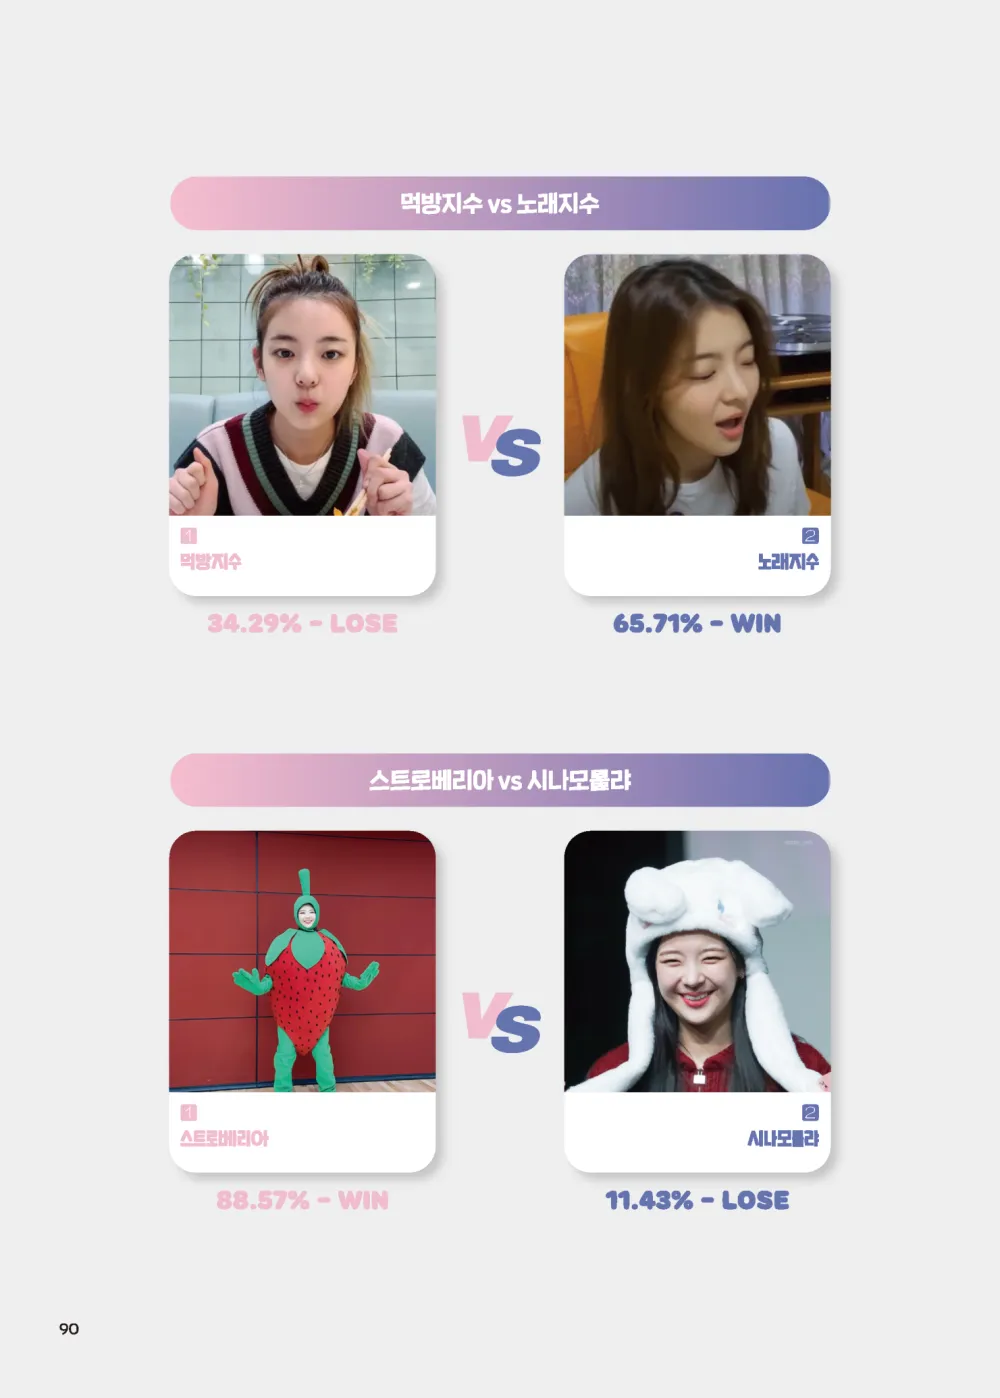 먹방지수 vs 노래지수
VS
1
2
먹방지수
노래지수
34.29% - LOSE
65.71% - WIN
스트로베리아 vs 시나모롤랴
VS
1
2
스트로베리아
시나모롤랴
88.57% - WIN
11.43% - LOSE
90